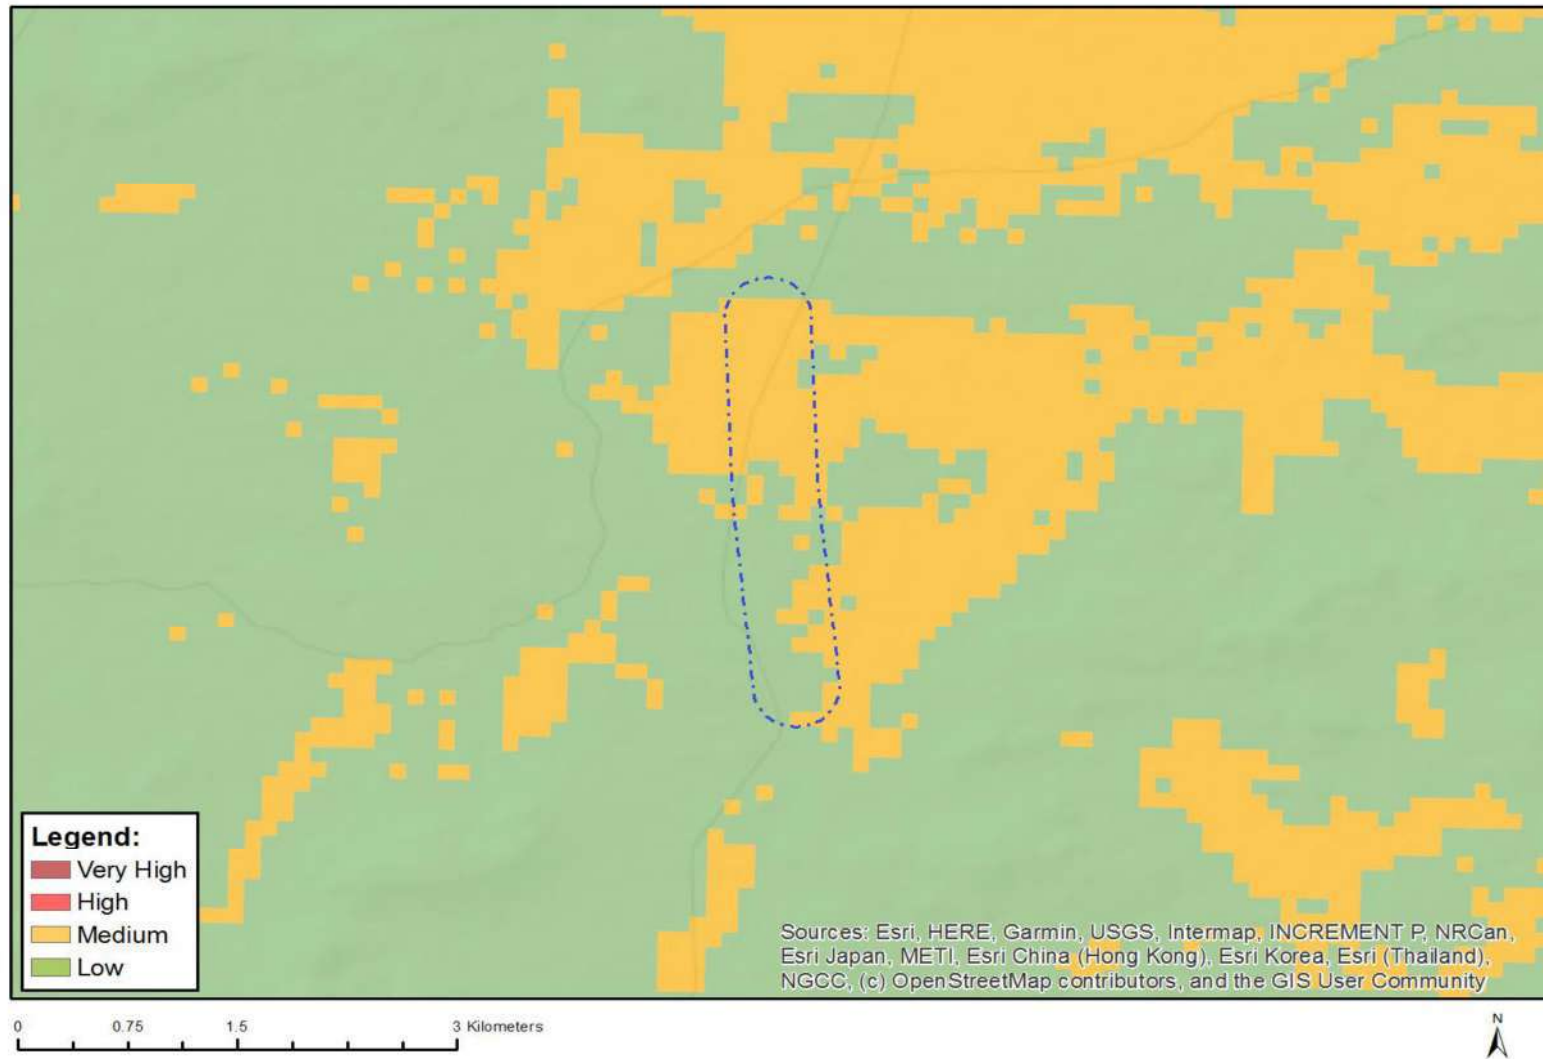 Legend:
Very High
High
Medium
Low
Sources: Esri, HERE, Garmin, USGS, Intermap, INCREMENT P, NRCan,
Esri Japan, METI, Esri China (Hong Kong), Esri Korea, Esri (Thailand),
NGCC, (c) OpenStreetMap contributors, and the GIS User Community
0 0.75 1.5 3 Kilometers
N